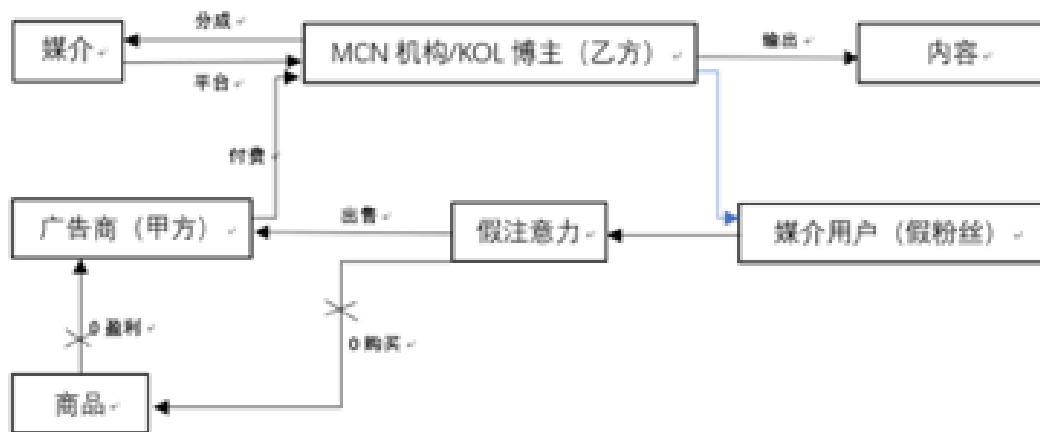 分成
媒介
MCN 机构/KOL 博主（乙方）
输出
内容
平台
付费
广告商（甲方）
出售
假注意力
媒介用户（假粉丝）
0 盈利
0 购买
商品